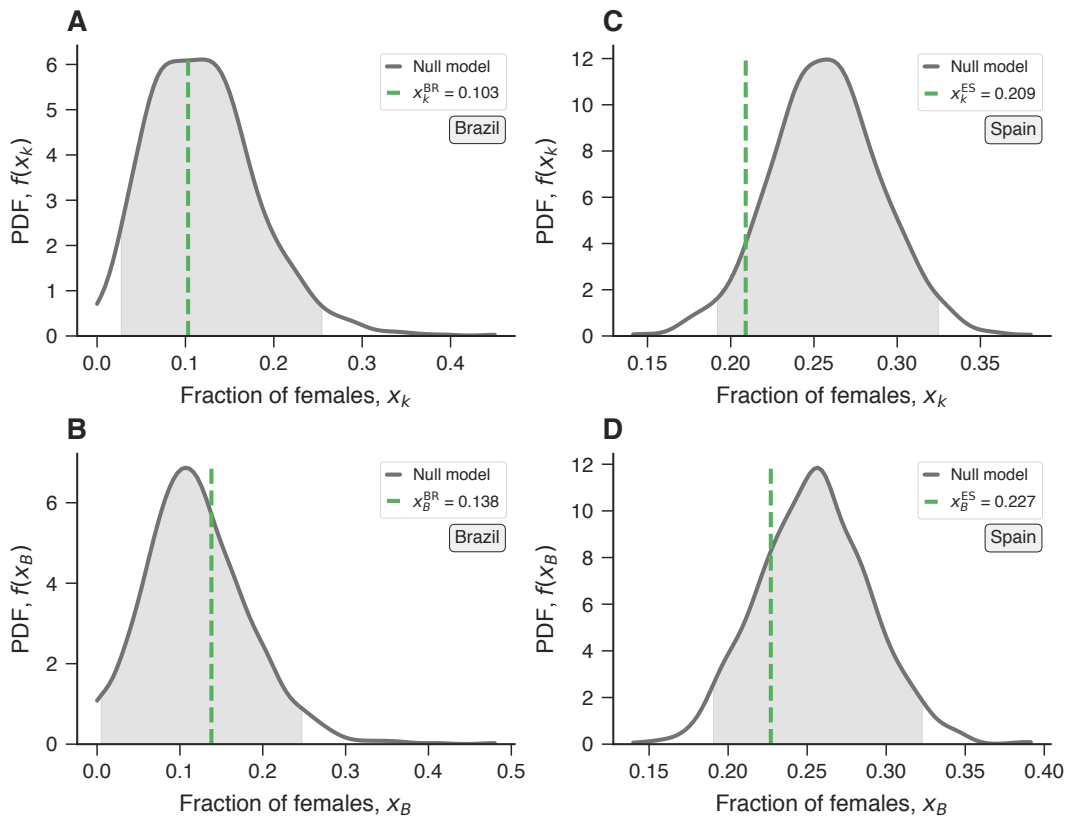 A
PDF, f(x_k)
6
5
4
3
2
1
0
Null model
x_k^BR = 0.103
Brazil
0.0 0.1 0.2 0.3 0.4
Fraction of females, x_k
C
PDF, f(x_k)
12
10
8
6
4
2
0
Null model
x_k^ES = 0.209
Spain
0.15 0.20 0.25 0.30 0.35
Fraction of females, x_k
B
PDF, f(x_B)
6
4
2
0
Null model
x_B^BR = 0.138
Brazil
0.0 0.1 0.2 0.3 0.4 0.5
Fraction of females, x_B
D
PDF, f(x_B)
12
10
8
6
4
2
0
Null model
x_B^ES = 0.227
Spain
0.15 0.20 0.25 0.30 0.35 0.40
Fraction of females, x_B